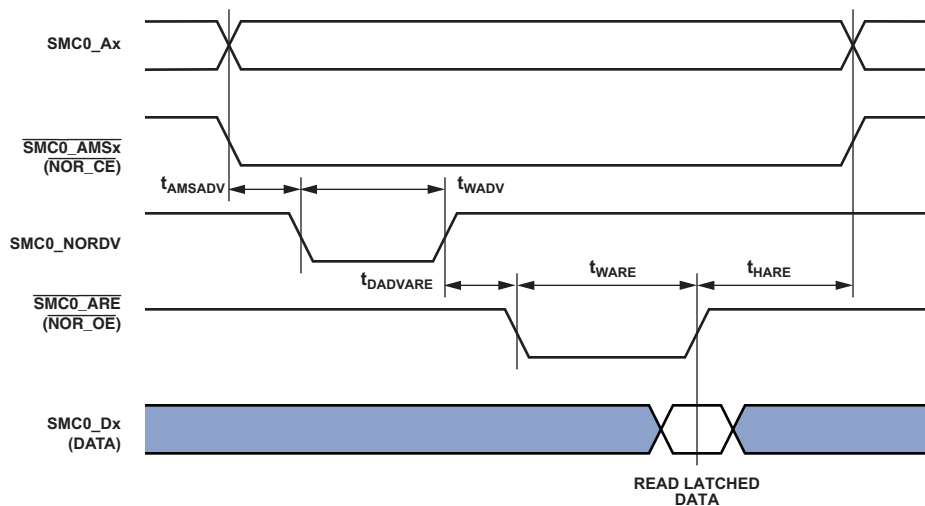 SMC0_Ax
SMC0_AMSx
(NOR_CE)
tAMSADV
tWADV
SMC0_NORDV
tDADVARE
tWARE
tHARE
SMC0_ARE
(NOR_OE)
SMC0_Dx
(DATA)
READ LATCHED
DATA